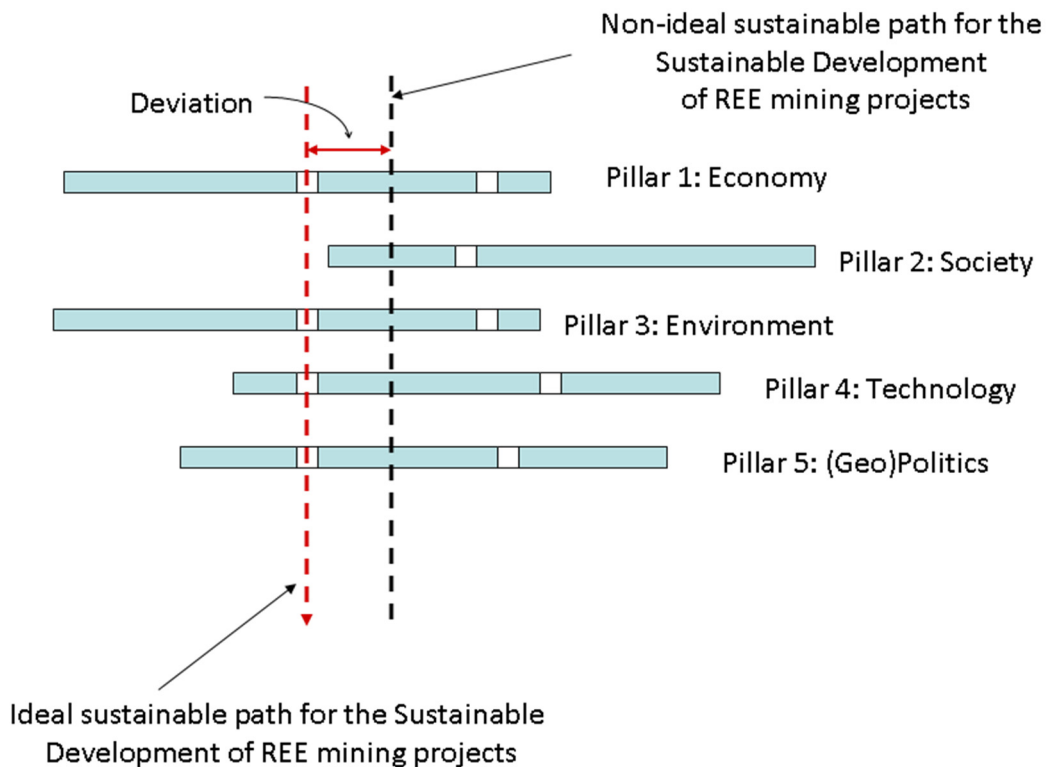 Non-ideal sustainable path for the
Sustainable Development
of REE mining projects
Deviation
Pillar 1: Economy
Pillar 2: Society
Pillar 3: Environment
Pillar 4: Technology
Pillar 5: (Geo)Politics
Ideal sustainable path for the Sustainable
Development of REE mining projects